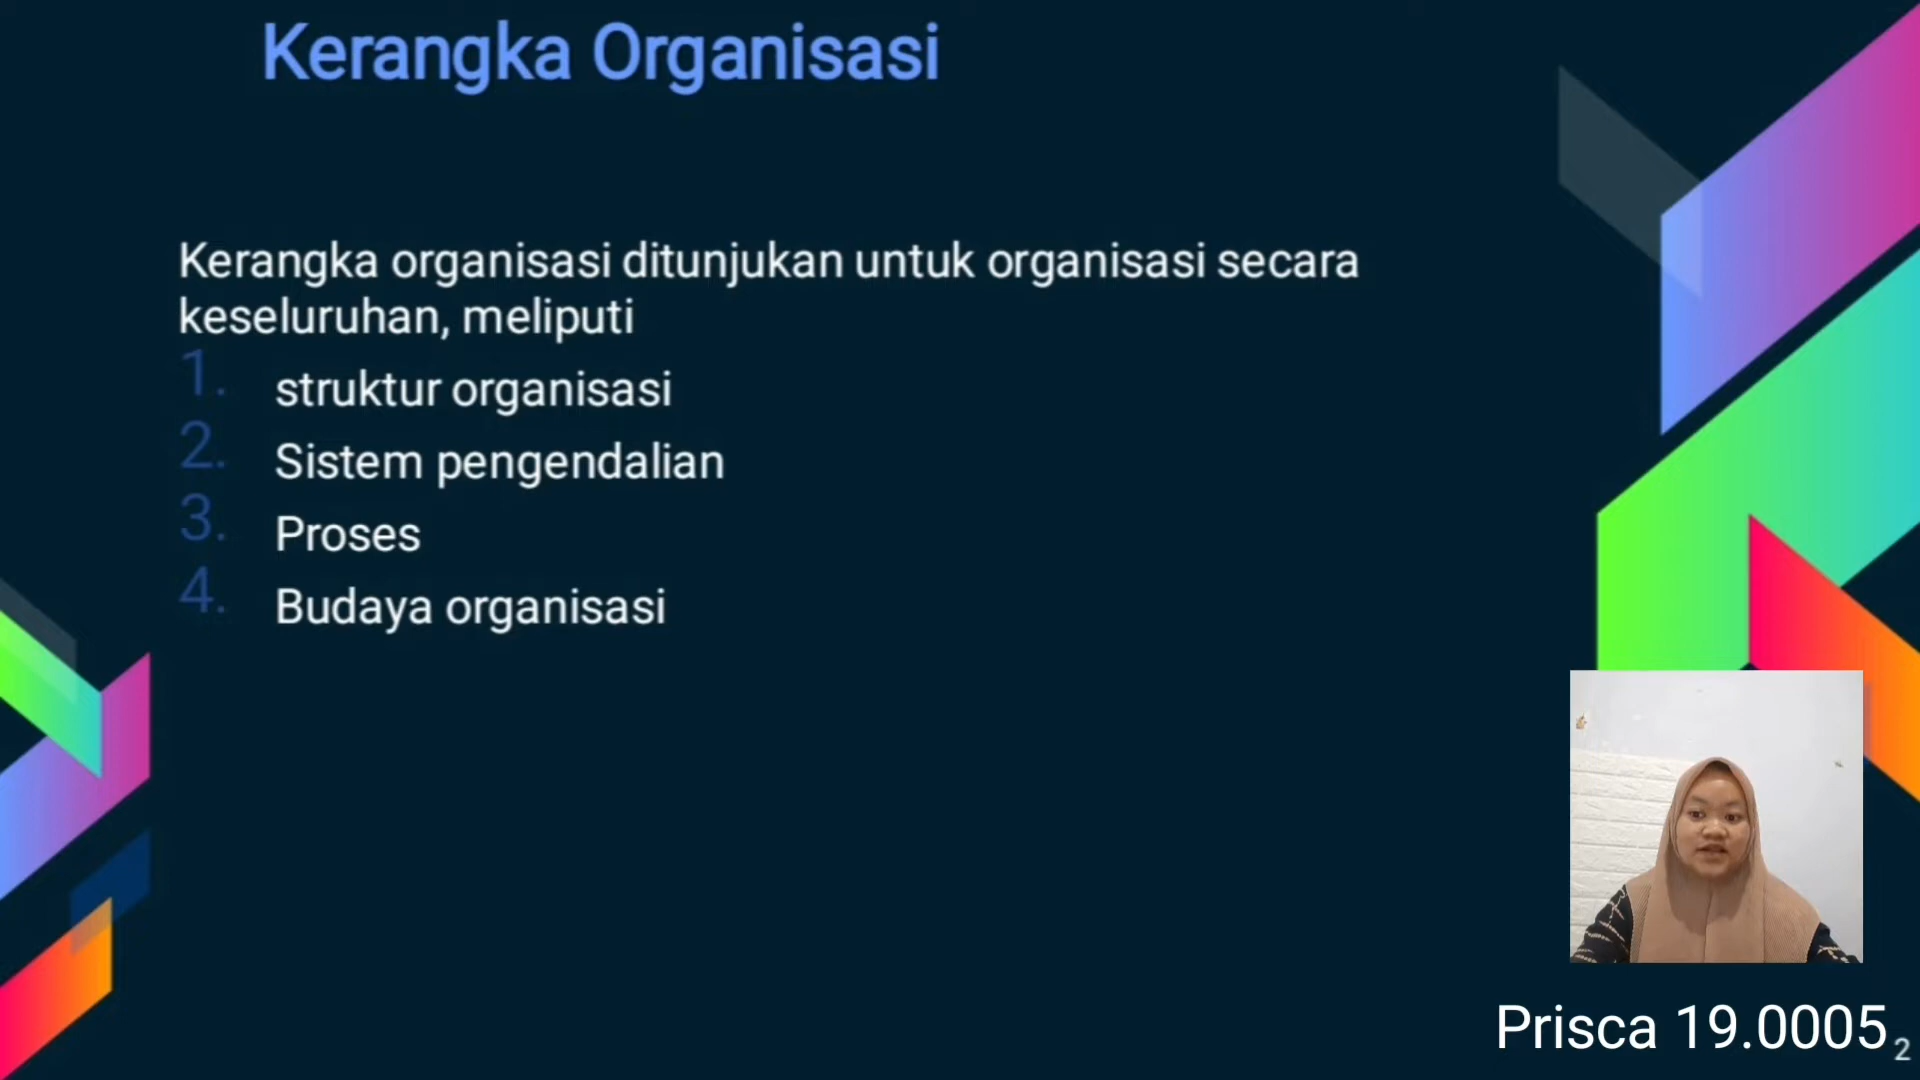 Kerangka Organisasi
Kerangka organisasi ditunjukan untuk organisasi secara
keseluruhan, meliputi
1. struktur organisasi
2. Sistem pengendalian
3. Proses
4. Budaya organisasi
Prisca 19.0005
2